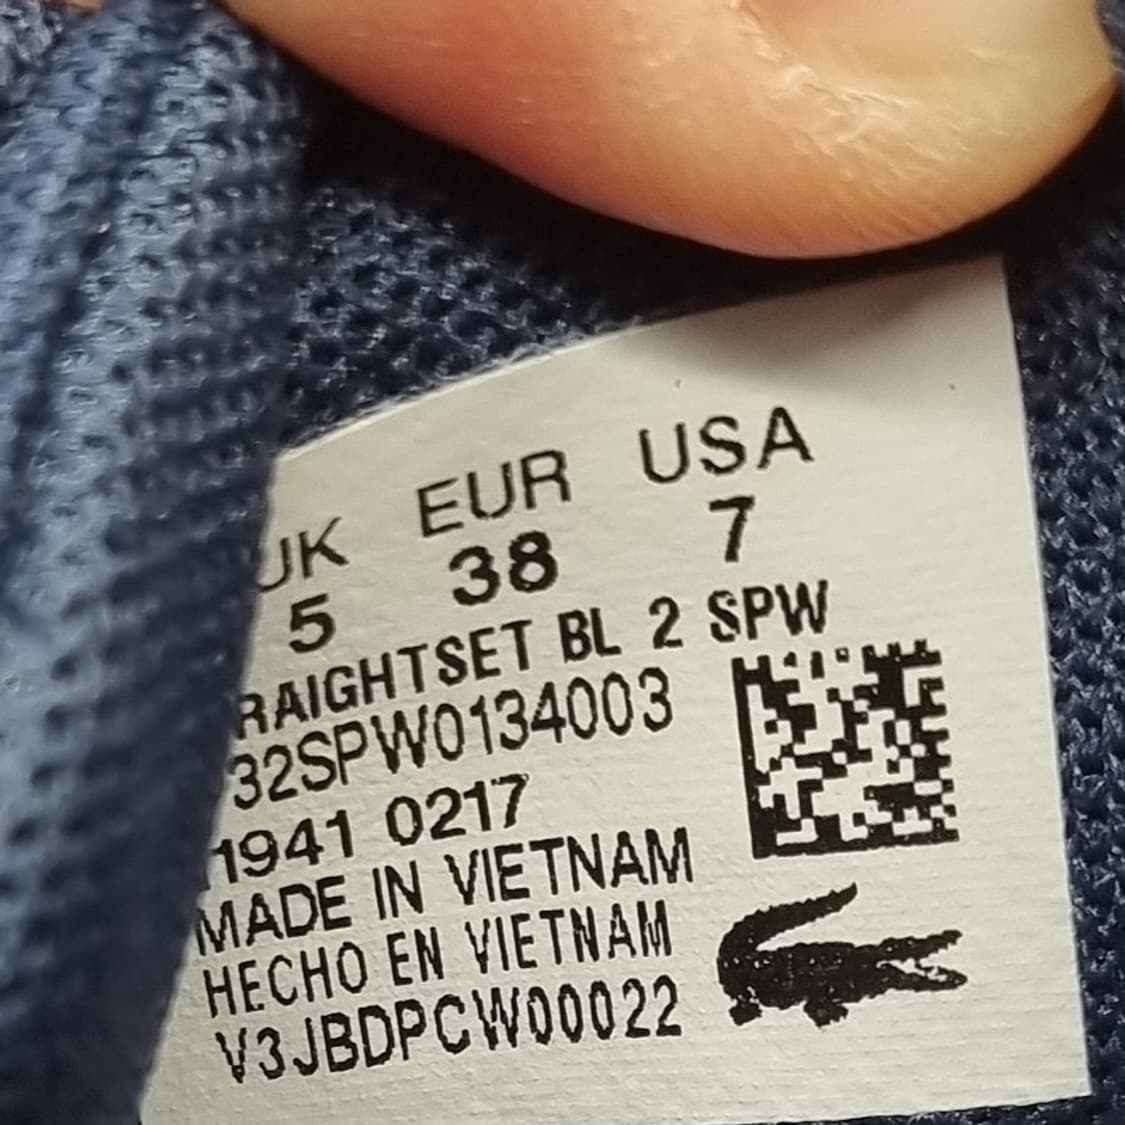 UK EUR USA
5 38 7
RAIGHTSET BL 2 SPW
32SPW0134003
1941 0217
MADE IN VIETNAM
HECHO EN VIETNAM
V3JBDPCW00022